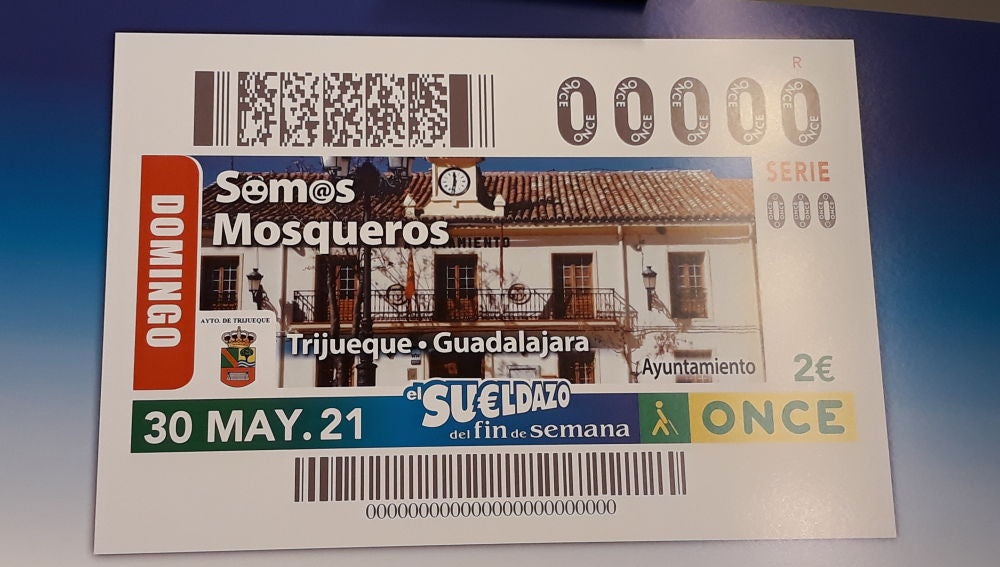 00000
R
SERIE
000
DOMINGO
Som@s
Mosqueros
AYUNTAMIENTO
AYTO. DE TRIJUEQUE
Trijueque • Guadalajara
Ayuntamiento
2€
30 MAY. 21
el SU€LDAZO
del fin de semana
ONCE
0000000000000000000000000